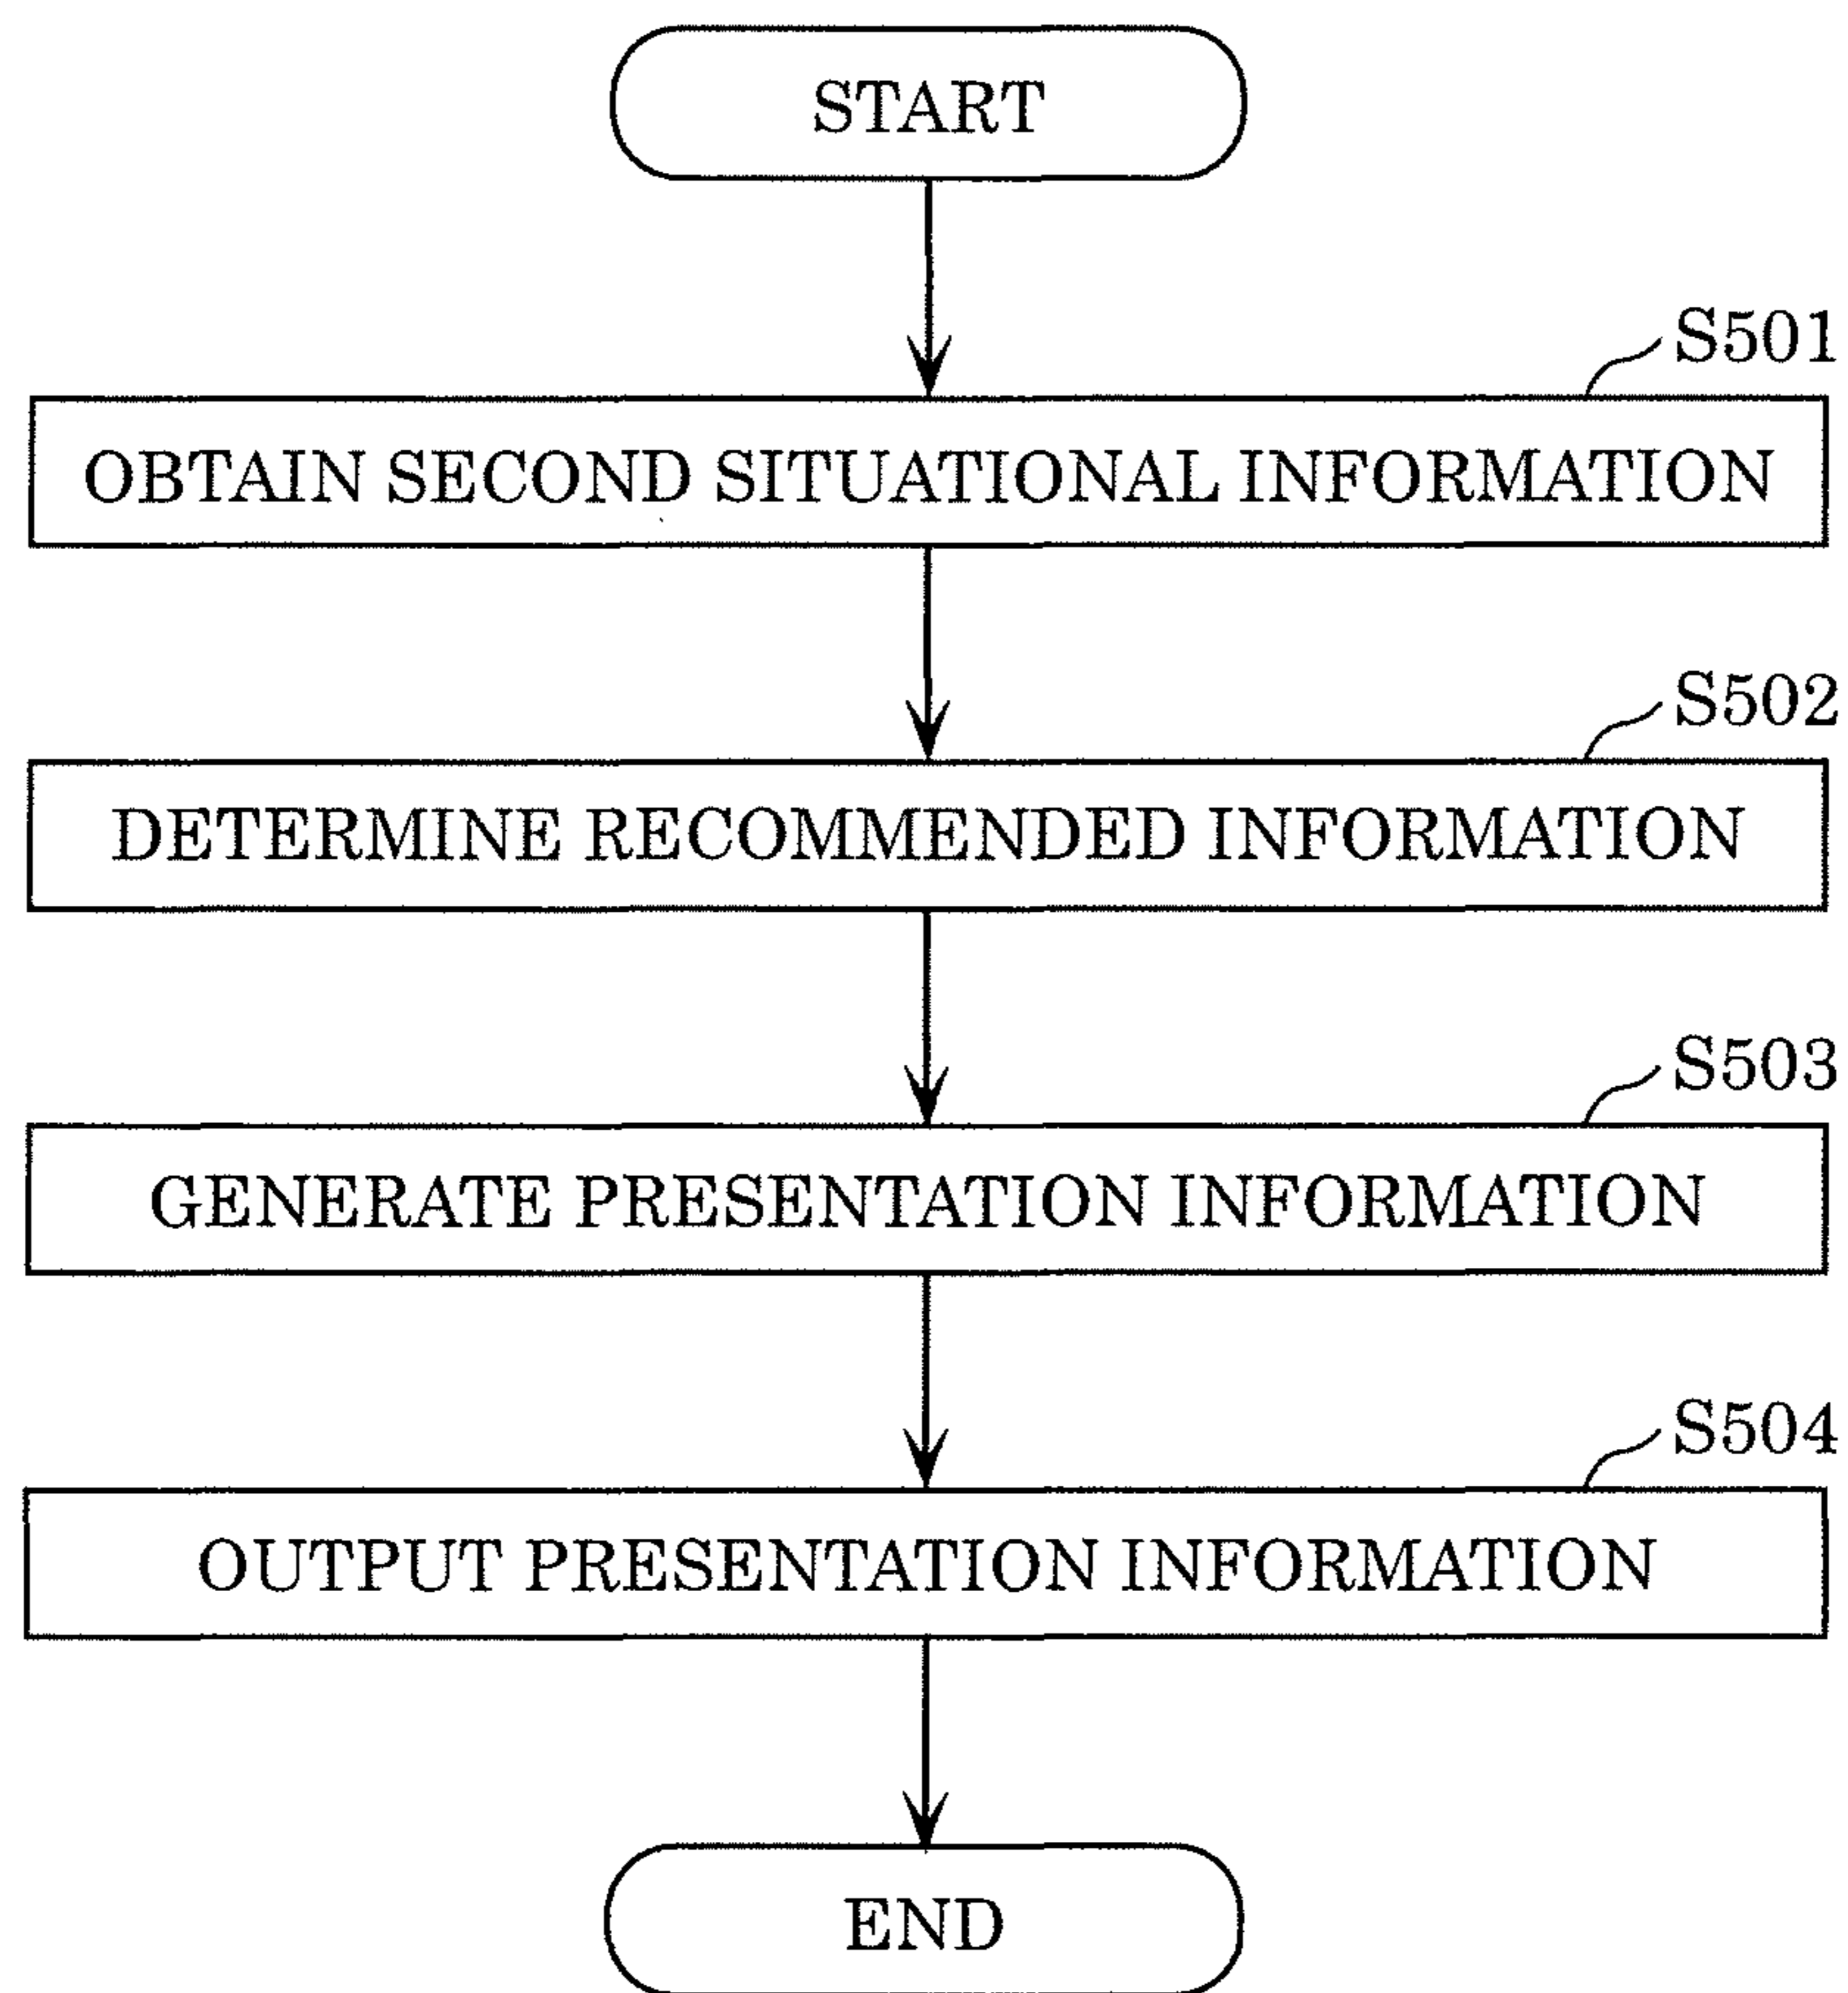 START
S501
OBTAIN SECOND SITUATIONAL INFORMATION
S502
DETERMINE RECOMMENDED INFORMATION
S503
GENERATE PRESENTATION INFORMATION
S504
OUTPUT PRESENTATION INFORMATION
END